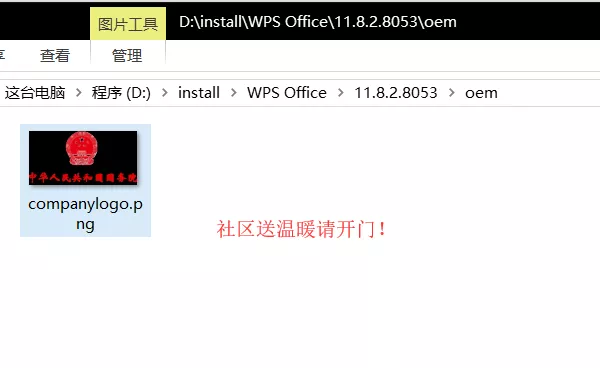 图片工具
D:\install\WPS Office\11.8.2.8053\oem
享
查看
管理
这台电脑 > 程序 (D:) > install > WPS Office > 11.8.2.8053 > oem
中华人民共和国国务院
companylogo.p
ng
社区送温暖请开门！